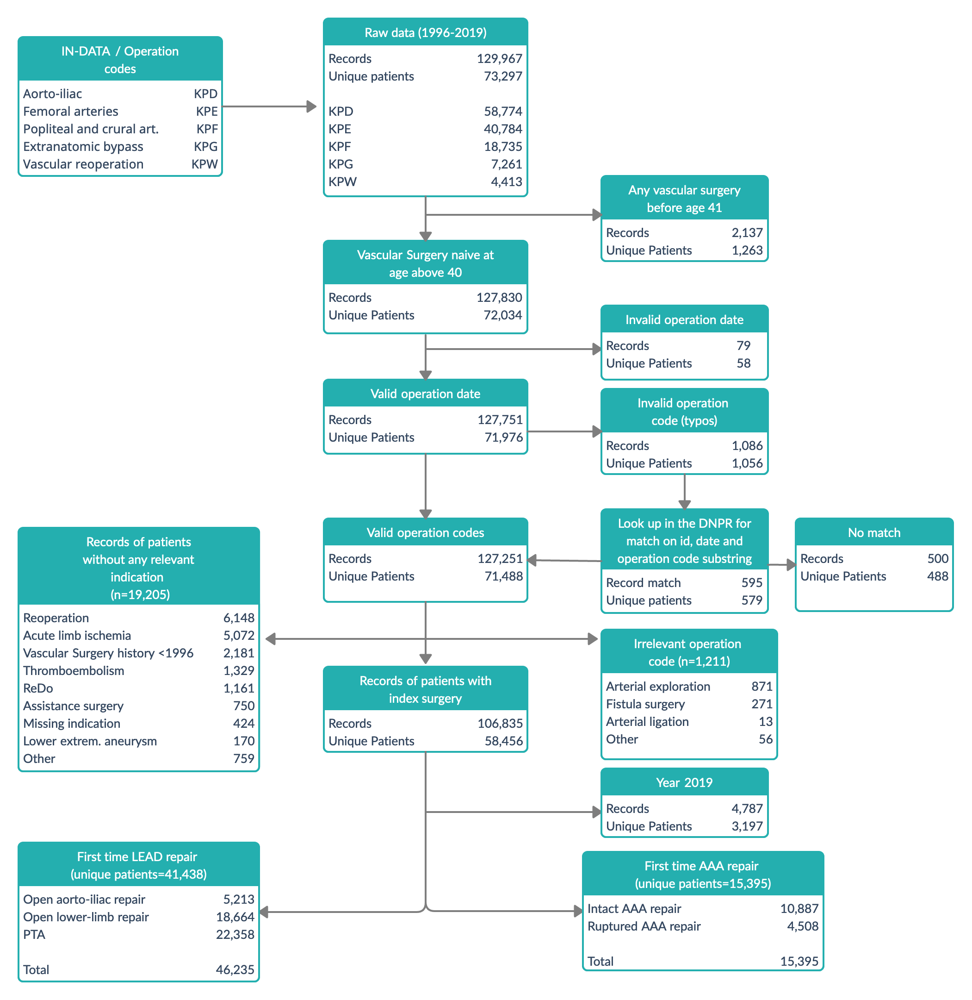 IN-DATA / Operation
codes
Aorto-iliac KPD
Femoral arteries KPE
Popliteal and crural art. KPF
Extranatomic bypass KPG
Vascular reoperation KPW
Raw data (1996-2019)
Records 129,967
Unique patients 73,297
KPD 58,774
KPE 40,784
KPF 18,735
KPG 7,261
KPW 4,413
Any vascular surgery
before age 41
Records 2,137
Unique Patients 1,263
Vascular Surgery naive at
age above 40
Records 127,830
Unique Patients 72,034
Invalid operation date
Records 79
Unique Patients 58
Valid operation date
Records 127,751
Unique Patients 71,976
Invalid operation
code (typos)
Records 1,086
Unique Patients 1,056
Look up in the DNPR for
match on id, date and
operation code substring
Record match 595
Unique patients 579
No match
Records 500
Unique Patients 488
Valid operation codes
Records 127,251
Unique Patients 71,488
Records of patients
without any relevant
indication
(n=19,205)
Reoperation 6,148
Acute limb ischemia 5,072
Vascular Surgery history <1996 2,181
Thromboembolism 1,329
ReDo 1,161
Assistance surgery 750
Missing indication 424
Lower extrem. aneurysm 170
Other 759
Irrelevant operation
code (n=1,211)
Arterial exploration 871
Fistula surgery 271
Arterial ligation 13
Other 56
Records of patients with
index surgery
Records 106,835
Unique Patients 58,456
Year 2019
Records 4,787
Unique Patients 3,197
First time LEAD repair
(unique patients=41,438)
Open aorto-iliac repair 5,213
Open lower-limb repair 18,664
PTA 22,358
Total 46,235
First time AAA repair
(unique patients=15,395)
Intact AAA repair 10,887
Ruptured AAA repair 4,508
Total 15,395